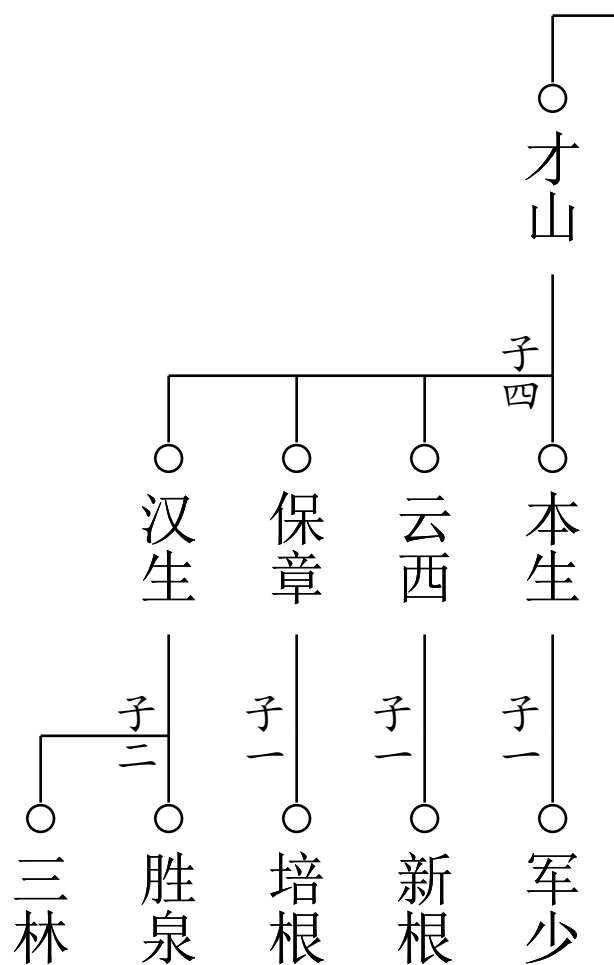 才山
子四
本生
云西
保章
汉生
子一
子一
子一
子二
军少
新根
培根
胜泉
三林